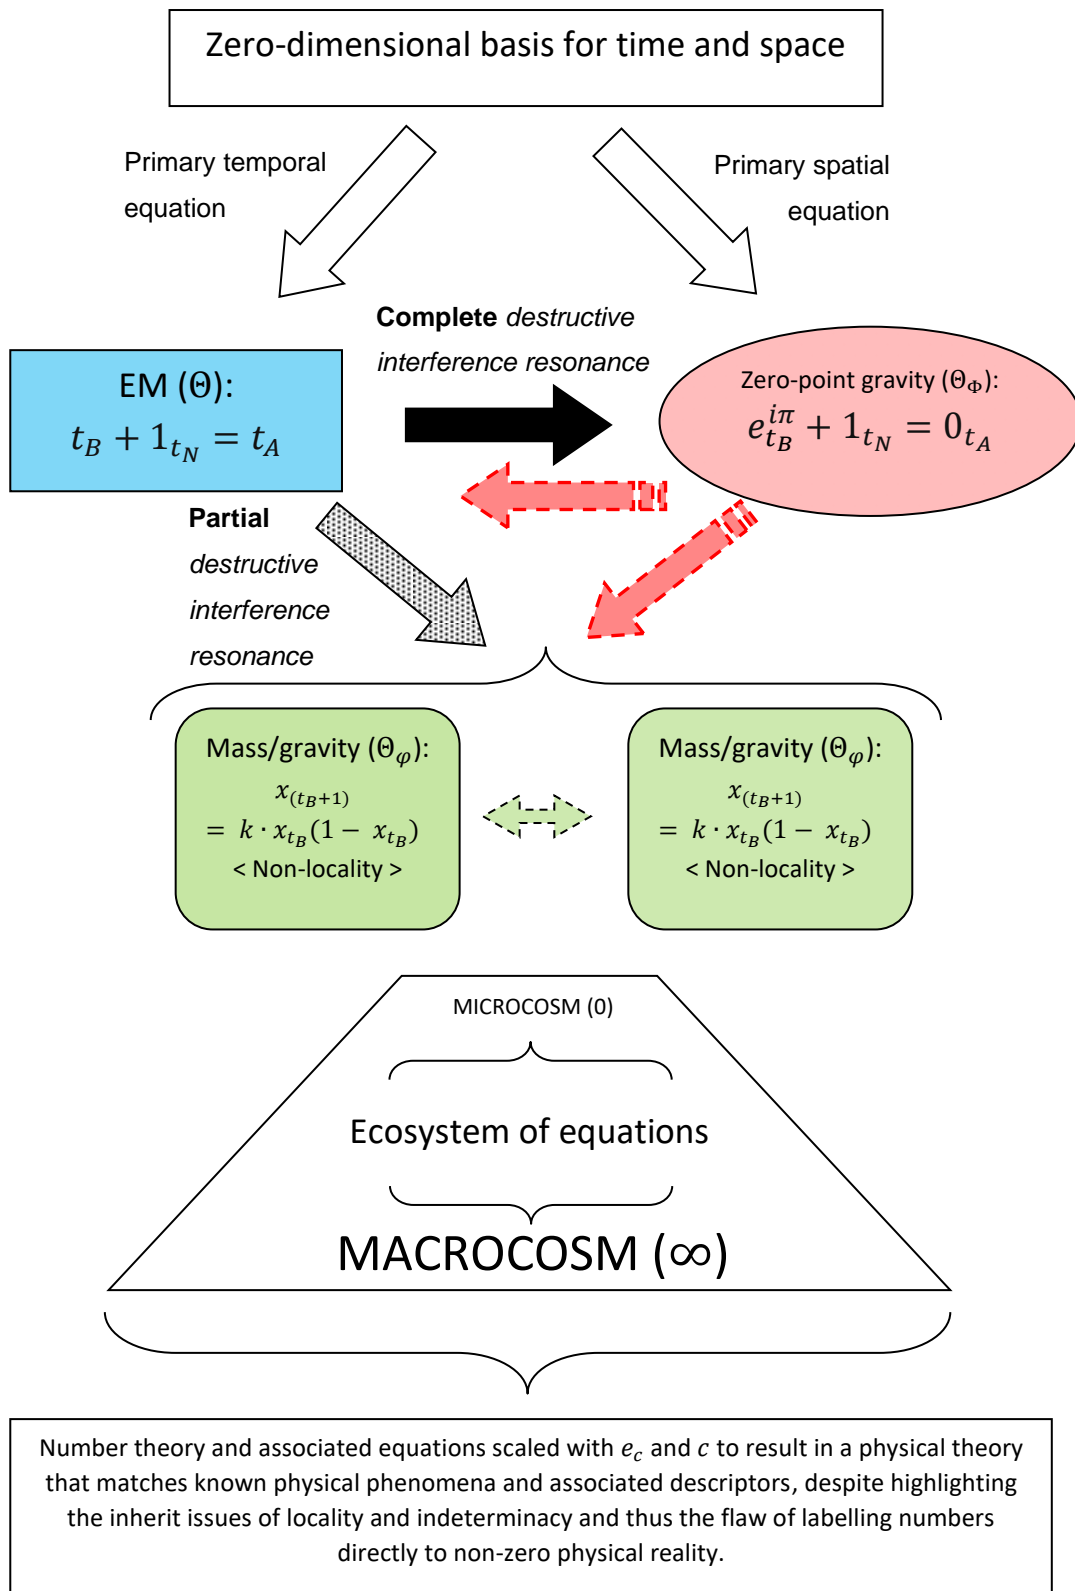 Zero-dimensional basis for time and space
Primary temporal
equation
Primary spatial
equation
Complete destructive
interference resonance
EM (Θ):
t_B + 1_{t_N} = t_A
Zero-point gravity (Θ_Φ):
e^{iπ}_{t_B} + 1_{t_N} = 0_{t_A}
Partial
destructive
interference
resonance
Mass/gravity (Θ_φ):
x_{(t_B+1)}
= k · x_{t_B}(1 − x_{t_B})
< Non-locality >
Mass/gravity (Θ_φ):
x_{(t_B+1)}
= k · x_{t_B}(1 − x_{t_B})
< Non-locality >
MICROCOSM (0)
Ecosystem of equations
MACROCOSM (∞)
Number theory and associated equations scaled with e_c and c to result in a physical theory
that matches known physical phenomena and associated descriptors, despite highlighting
the inherit issues of locality and indeterminacy and thus the flaw of labelling numbers
directly to non-zero physical reality.